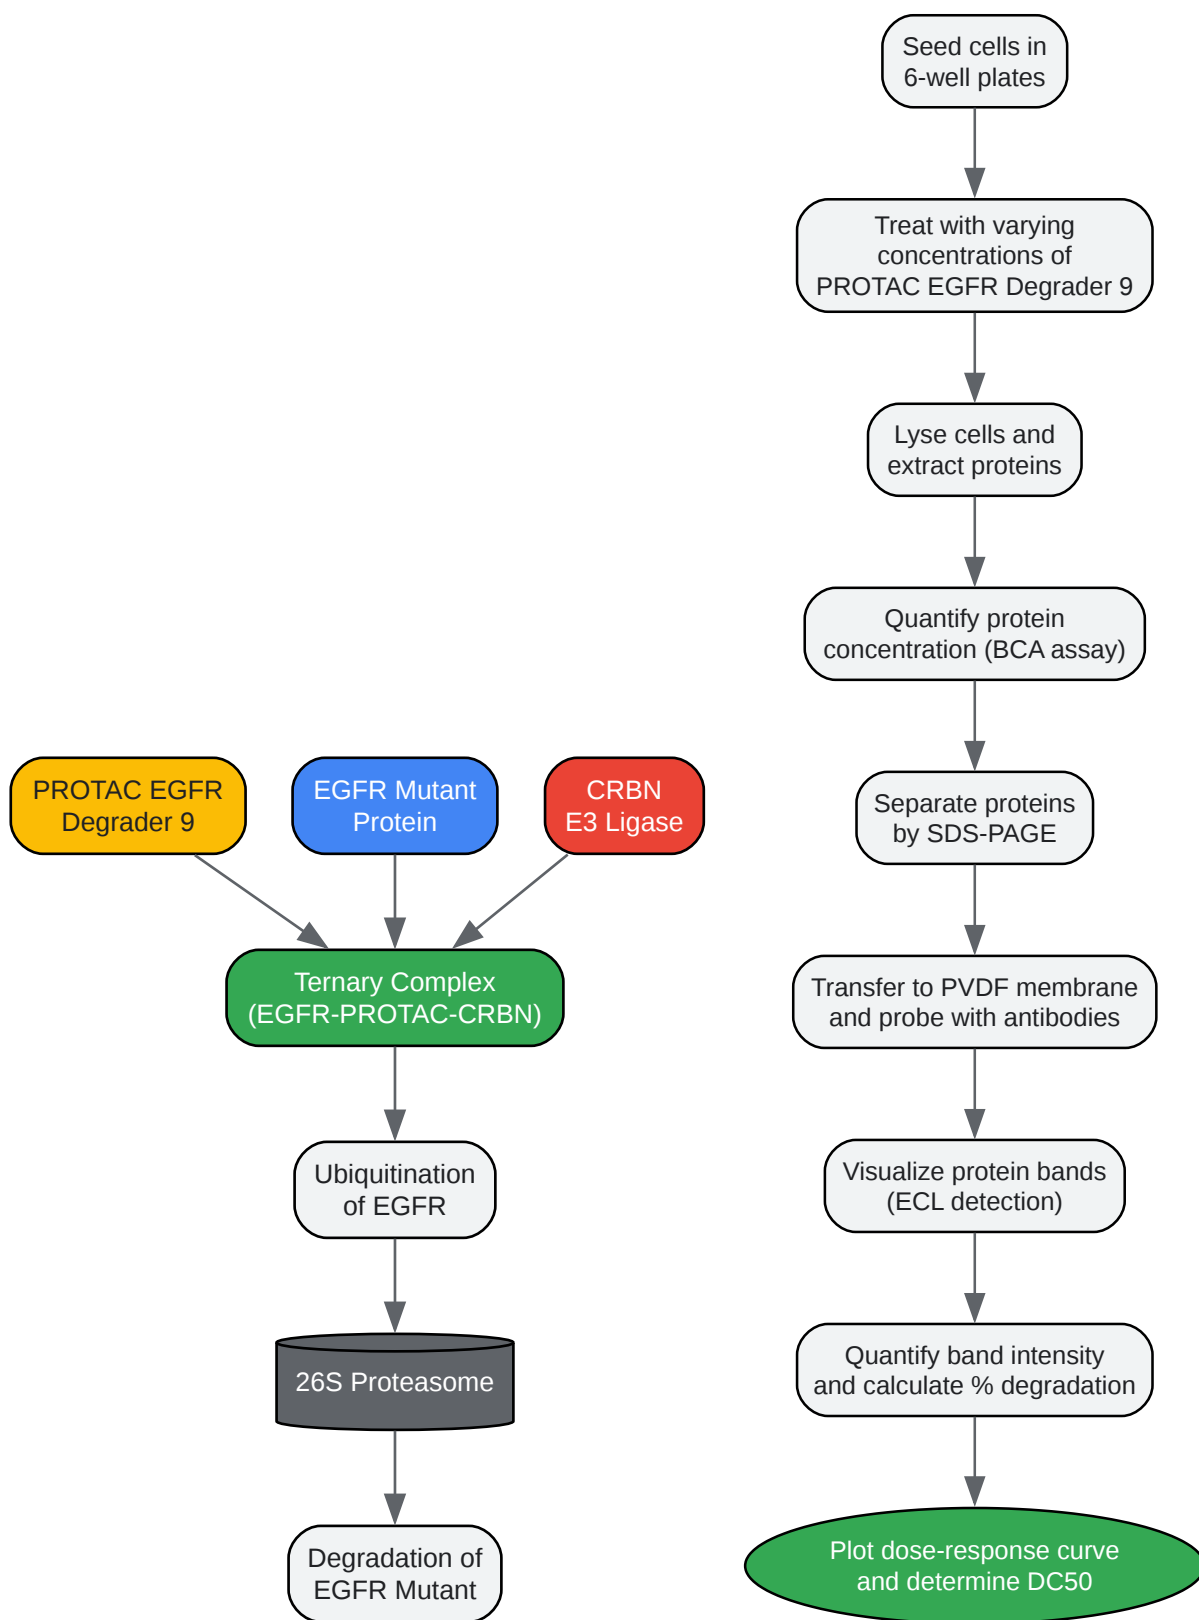 Seed cells in
6-well plates
Treat with varying
concentrations of
PROTAC EGFR Degrader 9
Lyse cells and
extract proteins
Quantify protein
concentration (BCA assay)
Separate proteins
by SDS-PAGE
Transfer to PVDF membrane
and probe with antibodies
Visualize protein bands
(ECL detection)
Quantify band intensity
and calculate % degradation
Plot dose-response curve
and determine DC50
PROTAC EGFR
Degrader 9
EGFR Mutant
Protein
CRBN
E3 Ligase
Ternary Complex
(EGFR-PROTAC-CRBN)
Ubiquitination
of EGFR
26S Proteasome
Degradation of
EGFR Mutant